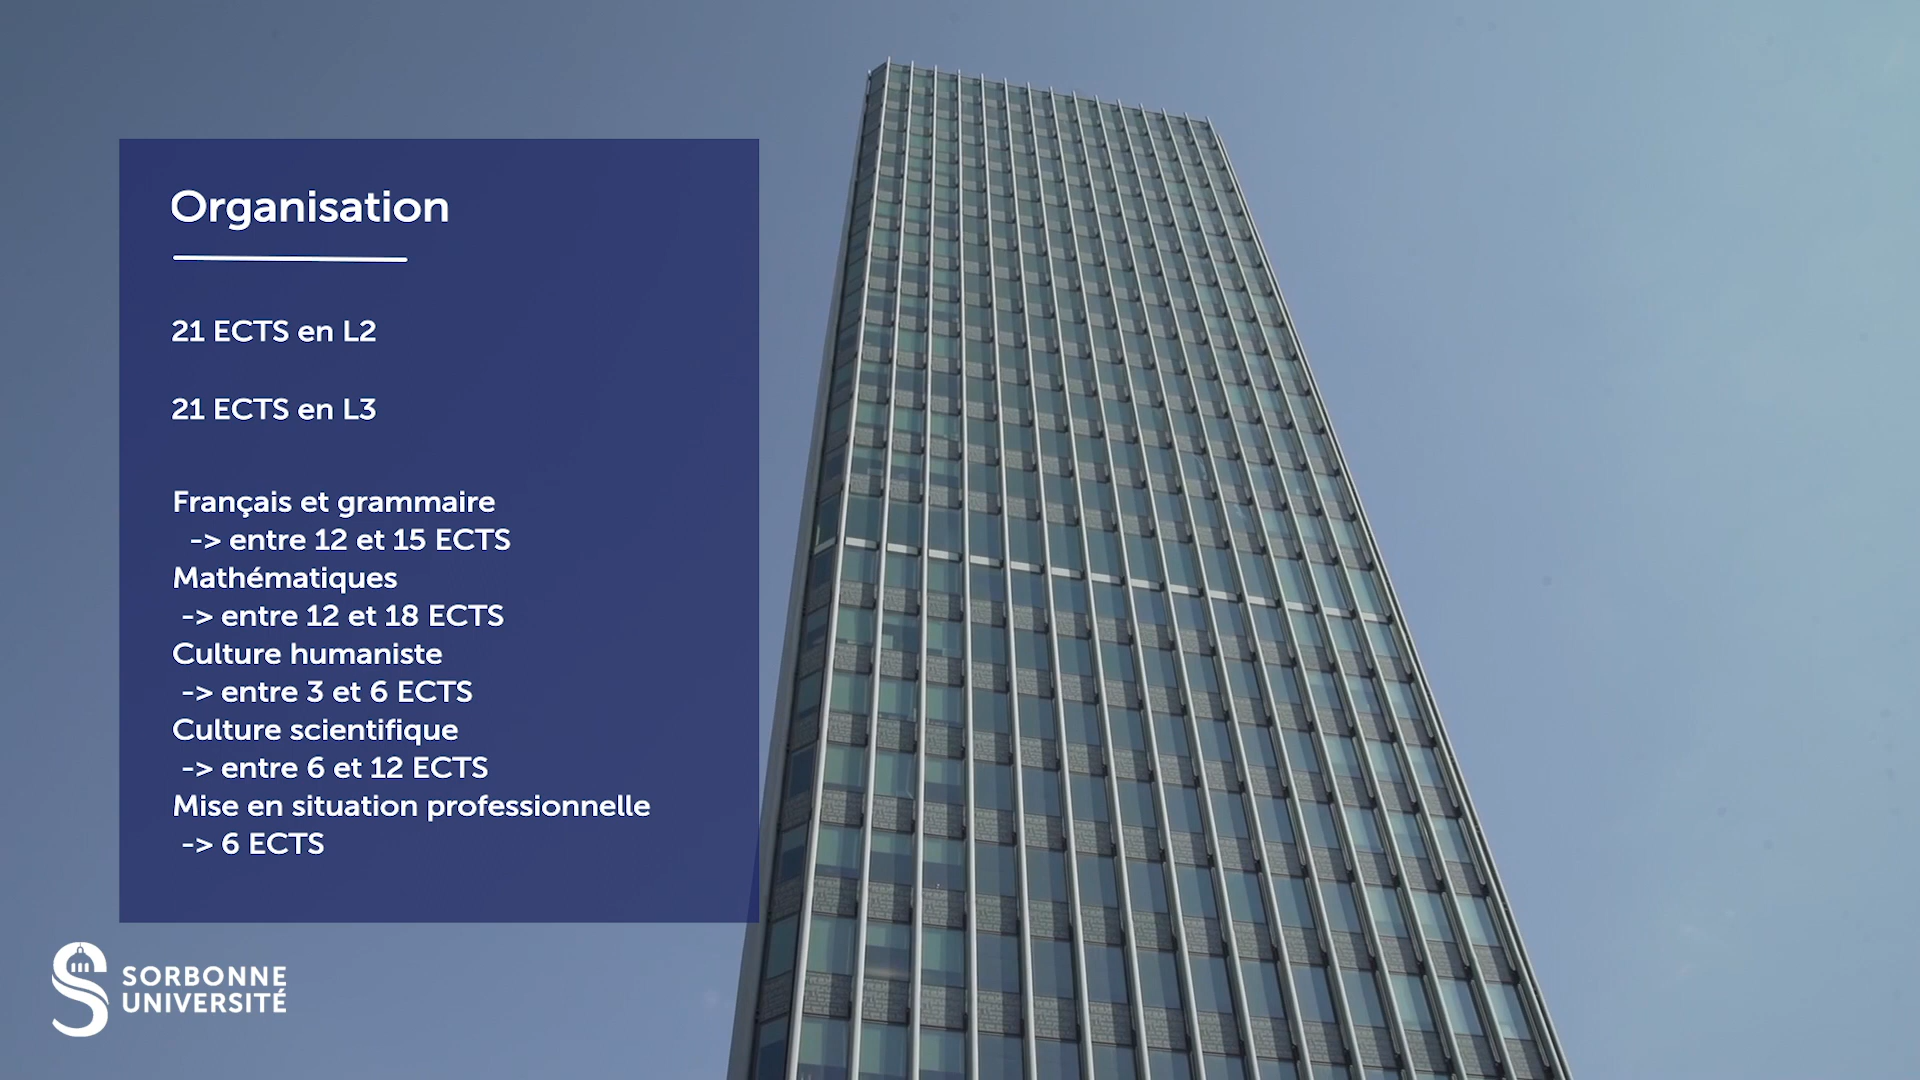 Organisation
21 ECTS en L2
21 ECTS en L3
Français et grammaire
-> entre 12 et 15 ECTS
Mathématiques
-> entre 12 et 18 ECTS
Culture humaniste
-> entre 3 et 6 ECTS
Culture scientifique
-> entre 6 et 12 ECTS
Mise en situation professionnelle
-> 6 ECTS
SORBONNE
UNIVERSITÉ